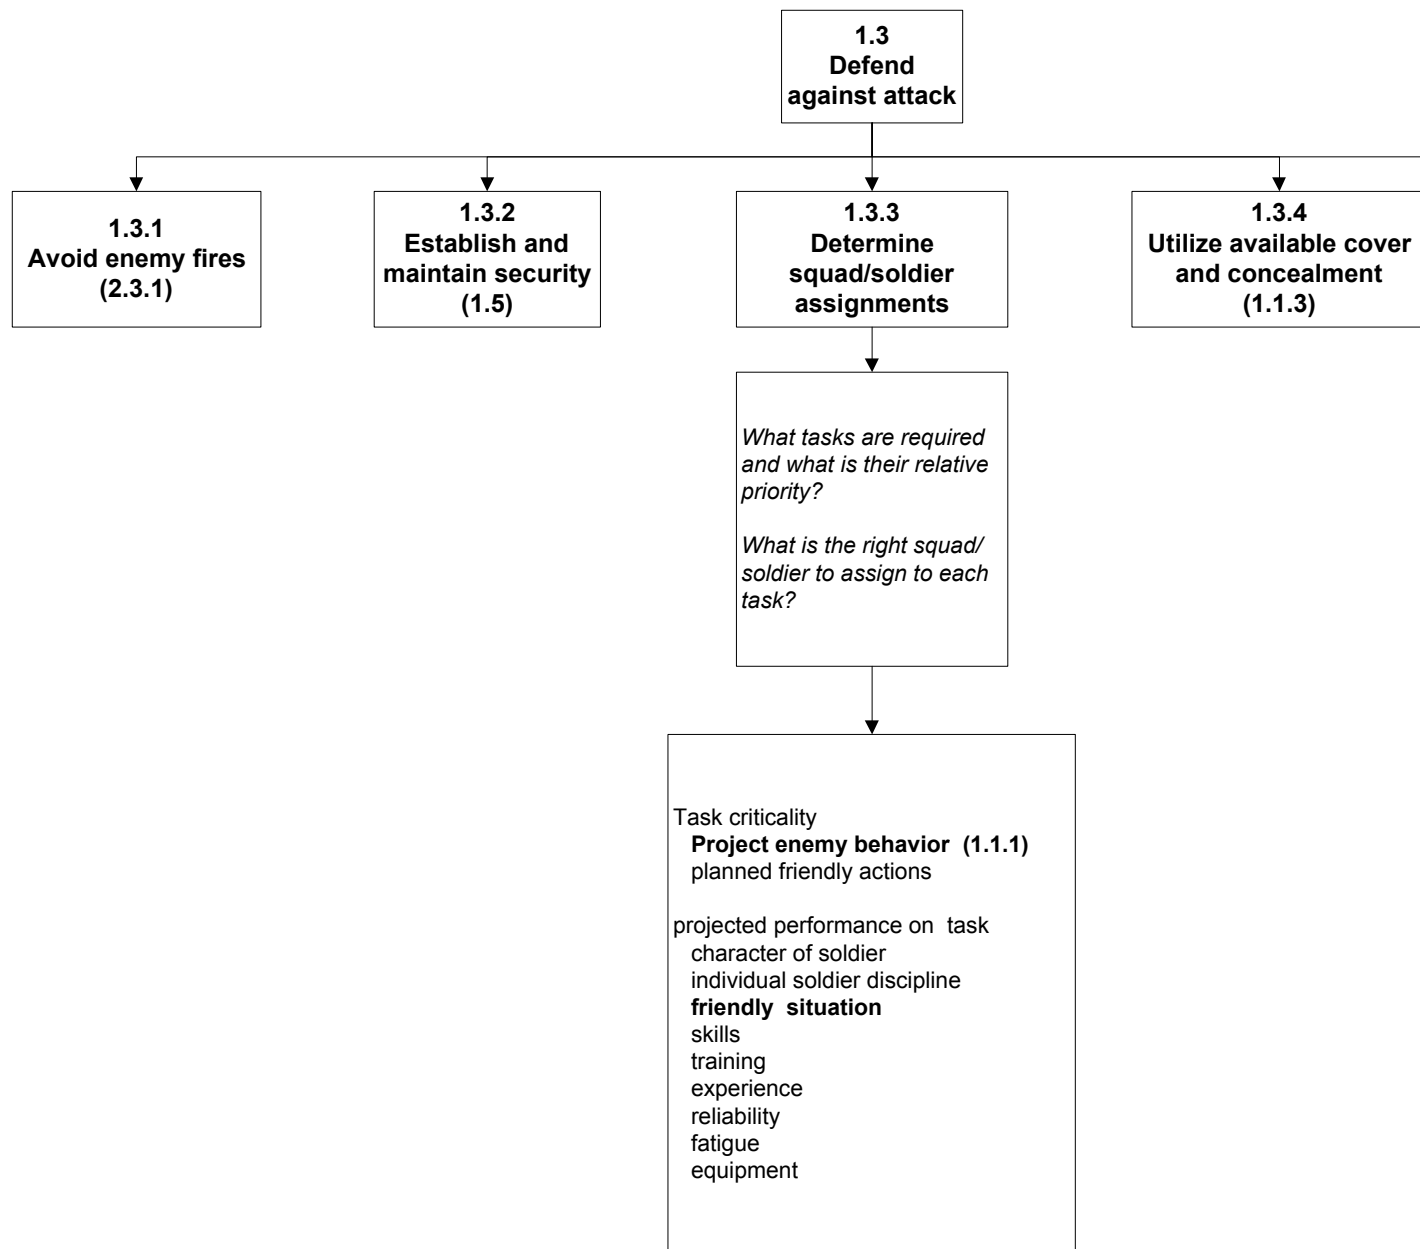 1.3
Defend
against attack
1.3.1
Avoid enemy fires
(2.3.1)
1.3.2
Establish and
maintain security
(1.5)
1.3.3
Determine
squad/soldier
assignments
1.3.4
Utilize available cover
and concealment
(1.1.3)
What tasks are required
and what is their relative
priority?
What is the right squad/
soldier to assign to each
task?
Task criticality
Project enemy behavior (1.1.1)
planned friendly actions
projected performance on task
character of soldier
individual soldier discipline
friendly situation
skills
training
experience
reliability
fatigue
equipment